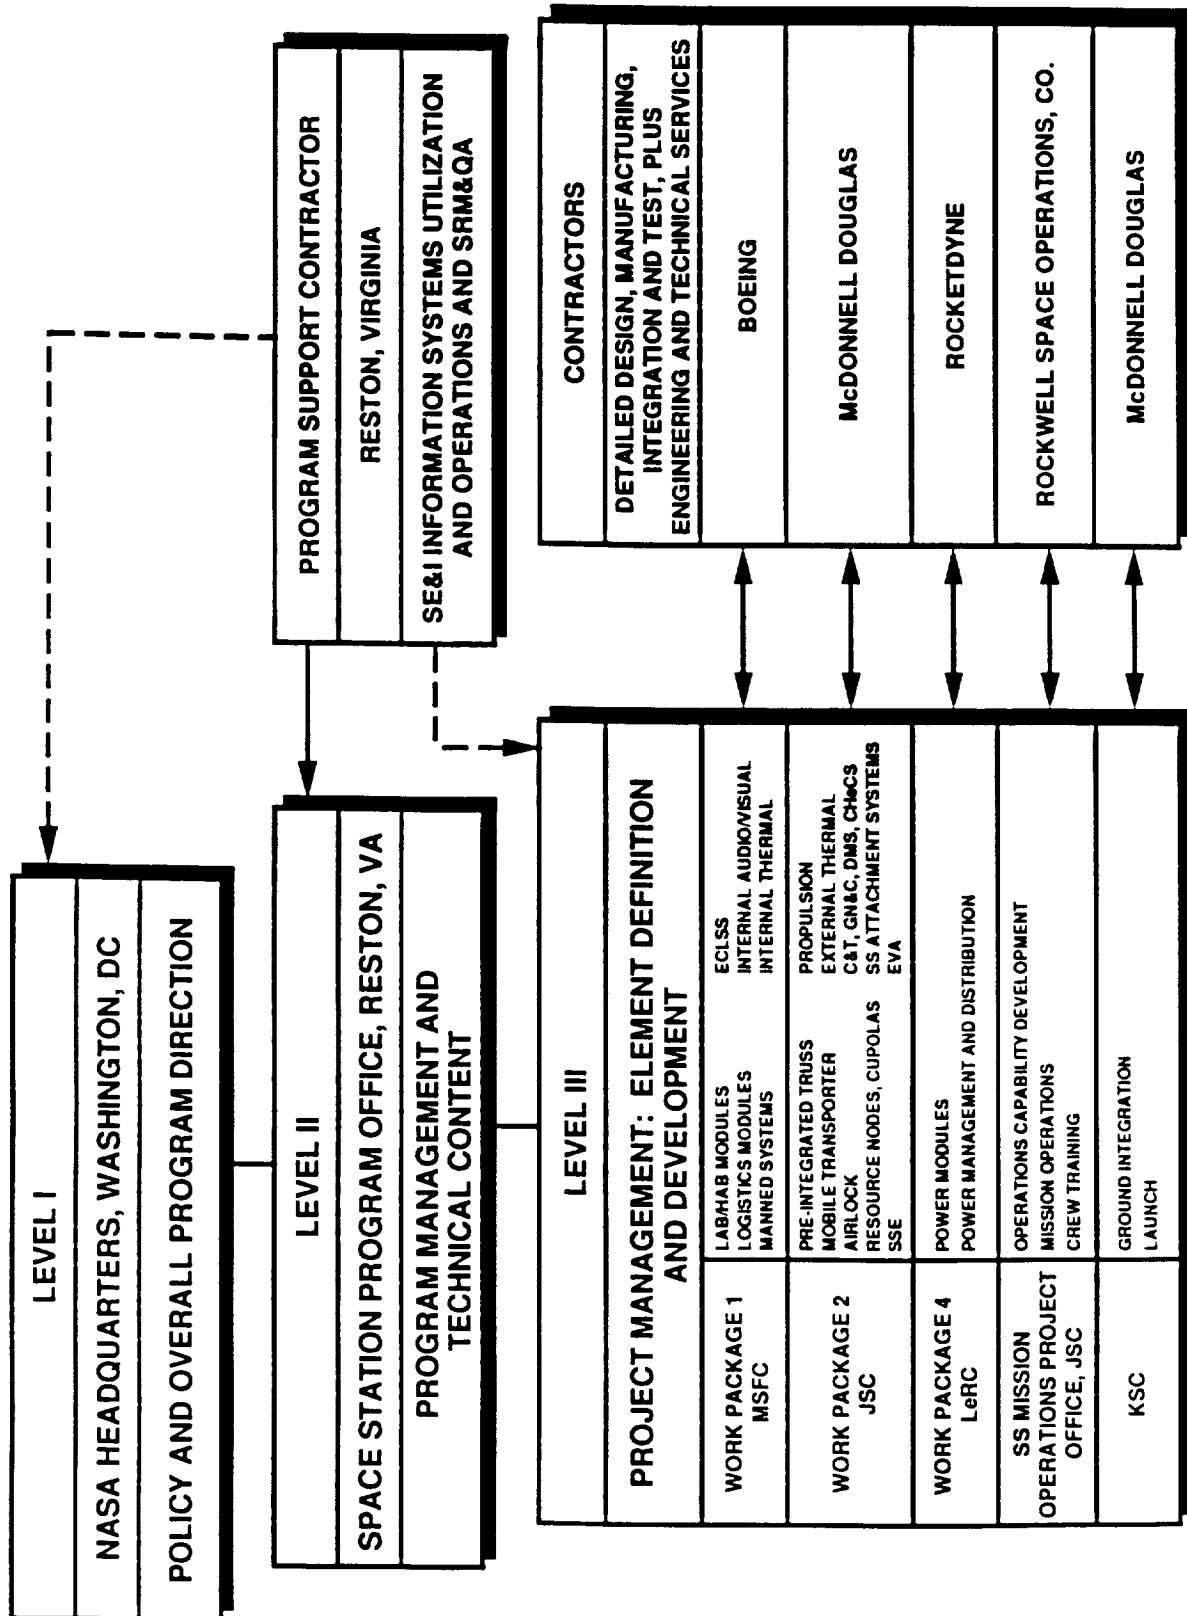 LEVEL I
NASA HEADQUARTERS, WASHINGTON, DC
POLICY AND OVERALL PROGRAM DIRECTION
LEVEL II
SPACE STATION PROGRAM OFFICE, RESTON, VA
PROGRAM MANAGEMENT AND
TECHNICAL CONTENT
PROGRAM SUPPORT CONTRACTOR
RESTON, VIRGINIA
SE&I INFORMATION SYSTEMS UTILIZATION
AND OPERATIONS AND SRM&QA
LEVEL III
PROJECT MANAGEMENT: ELEMENT DEFINITION
AND DEVELOPMENT
WORK PACKAGE 1
MSFC
LAB/HAB MODULES
LOGISTICS MODULES
MANNED SYSTEMS
ECLSS
INTERNAL AUDIO/VISUAL
INTERNAL THERMAL
WORK PACKAGE 2
JSC
PRE-INTEGRATED TRUSS
MOBILE TRANSPORTER
AIRLOCK
RESOURCE NODES, CUPOLAS
SSE
PROPULSION
EXTERNAL THERMAL
C&T, GN&C, DMS, CHeCS
SS ATTACHMENT SYSTEMS
EVA
WORK PACKAGE 4
LeRC
POWER MODULES
POWER MANAGEMENT AND DISTRIBUTION
SS MISSION
OPERATIONS PROJECT
OFFICE, JSC
OPERATIONS CAPABILITY DEVELOPMENT
MISSION OPERATIONS
CREW TRAINING
KSC
GROUND INTEGRATION
LAUNCH
CONTRACTORS
DETAILED DESIGN, MANUFACTURING,
INTEGRATION AND TEST, PLUS
ENGINEERING AND TECHNICAL SERVICES
BOEING
McDONNELL DOUGLAS
ROCKETDYNE
ROCKWELL SPACE OPERATIONS, CO.
McDONNELL DOUGLAS